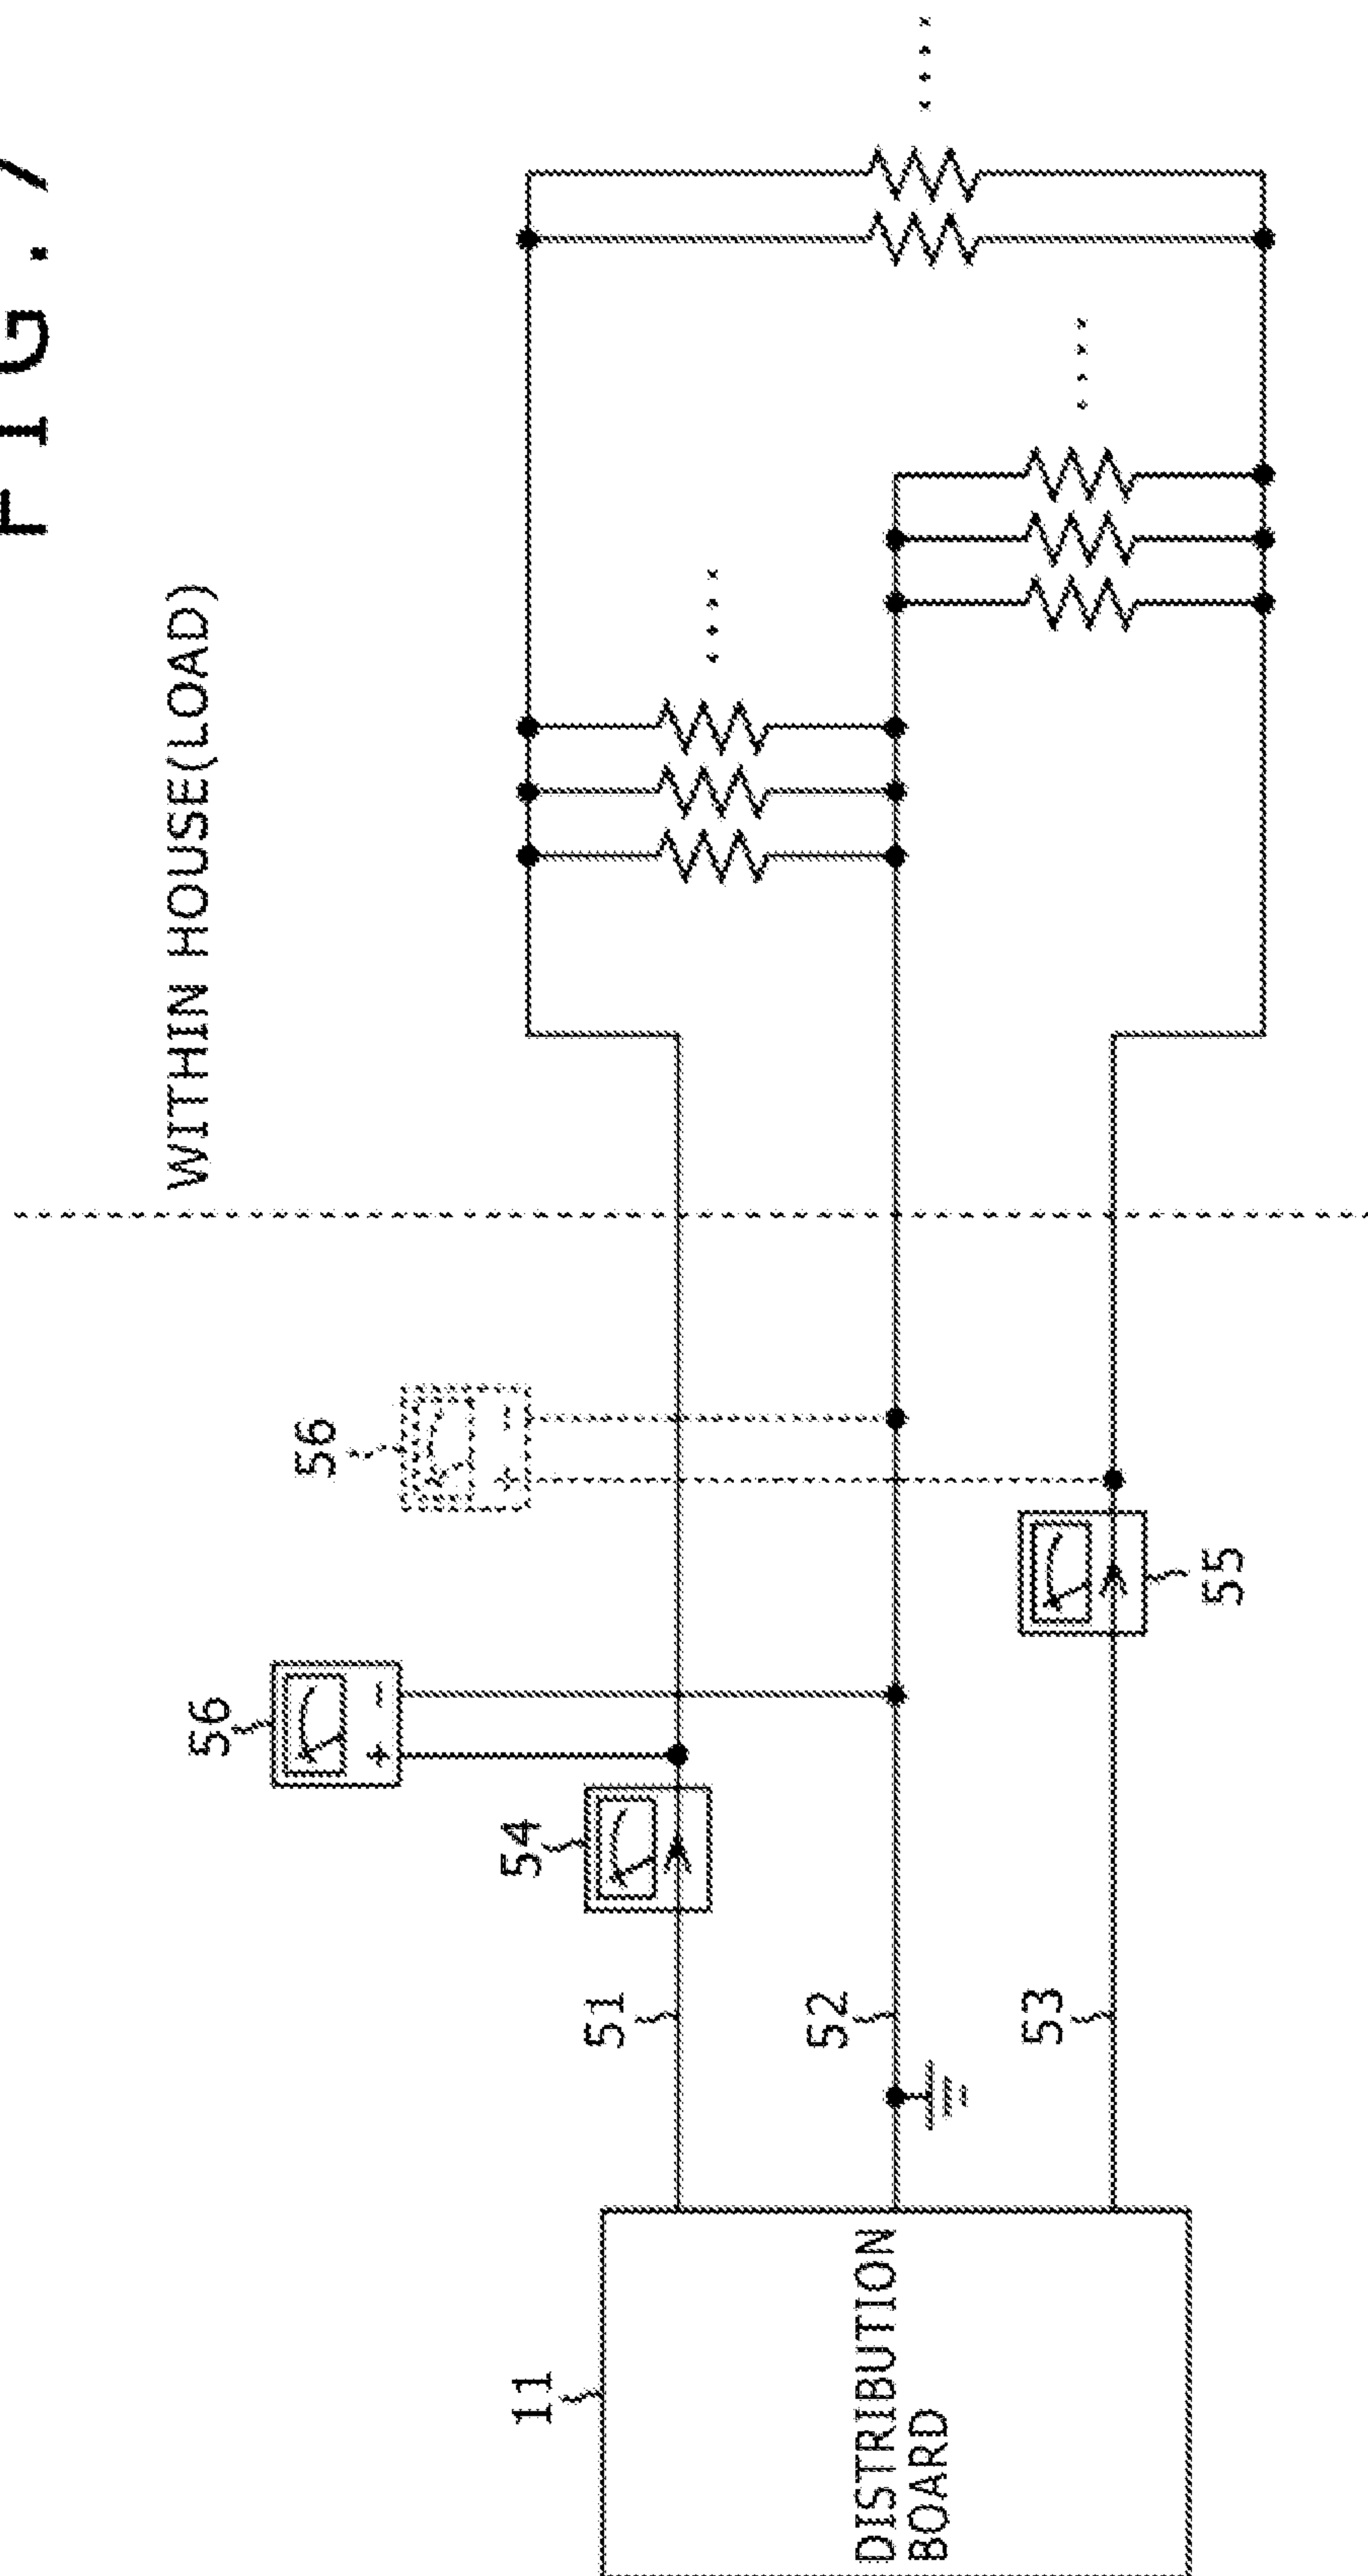 FIG. 7
WITHIN HOUSE(LOAD)
56
56
54
55
51
52
53
11
DISTRIBUTION
BOARD
+ -
+ -